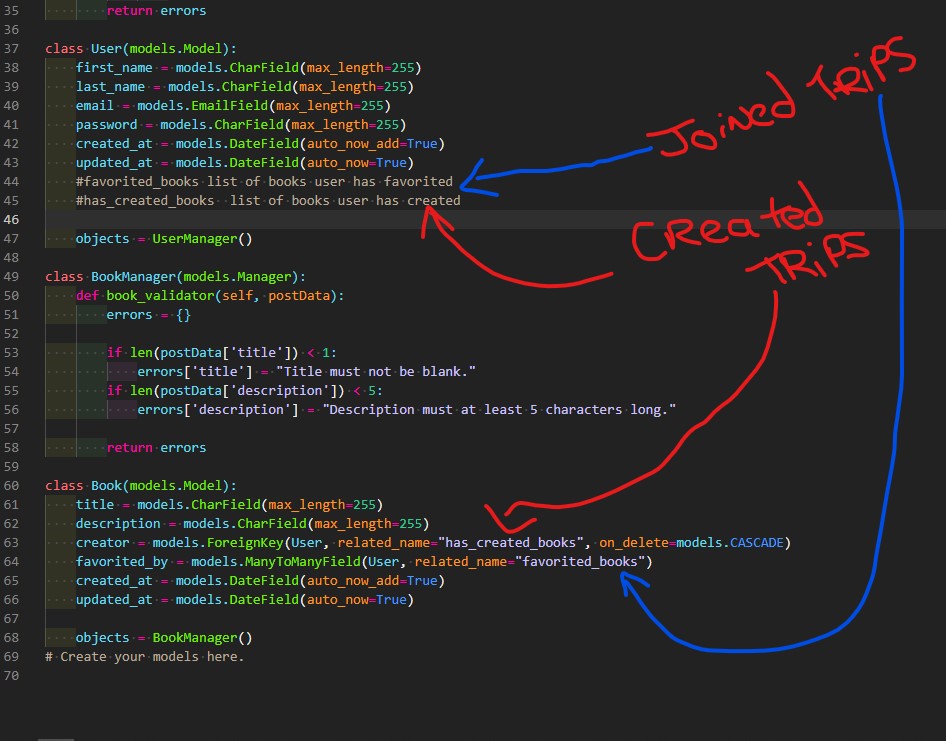 35 return errors
36
37 class User(models.Model):
38 first_name = models.CharField(max_length=255)
39 last_name = models.CharField(max_length=255)
40 email = models.EmailField(max_length=255)
41 password = models.CharField(max_length=255)
42 created_at = models.DateField(auto_now_add=True)
43 updated_at = models.DateField(auto_now=True)
44 #favorited_books list of books user has favorited
45 #has_created_books  list of books user has created
46
47 objects = UserManager()
48
49 class BookManager(models.Manager):
50 def book_validator(self, postData):
51 errors = {}
52
53 if len(postData['title']) < 1:
54 errors['title'] = "Title must not be blank."
55 if len(postData['description']) < 5:
56 errors['description'] = "Description must at least 5 characters long."
57
58 return errors
59
60 class Book(models.Model):
61 title = models.CharField(max_length=255)
62 description = models.CharField(max_length=255)
63 creator = models.ForeignKey(User, related_name="has_created_books", on_delete=models.CASCADE)
64 favorited_by = models.ManyToManyField(User, related_name="favorited_books")
65 created_at = models.DateField(auto_now_add=True)
66 updated_at = models.DateField(auto_now=True)
67
68 objects = BookManager()
69 # Create your models here.
70
Joined TRiPS
CReated
TRiPS